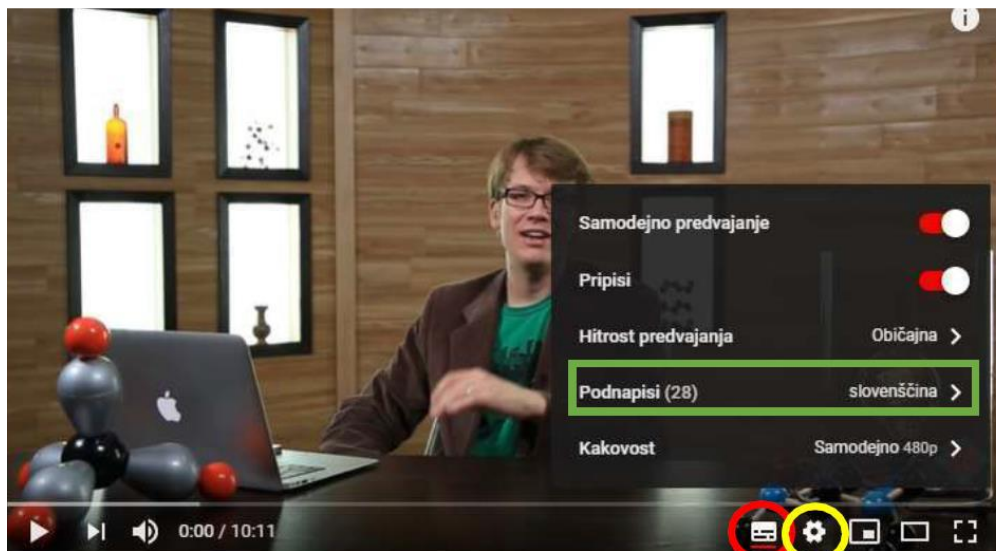 i
Samodejno predvajanje
Pripisi
Hitrost predvajanja Običajna
Podnapisi (28) slovenščina
Kakovost Samodejno 480p
0:00 / 10:11